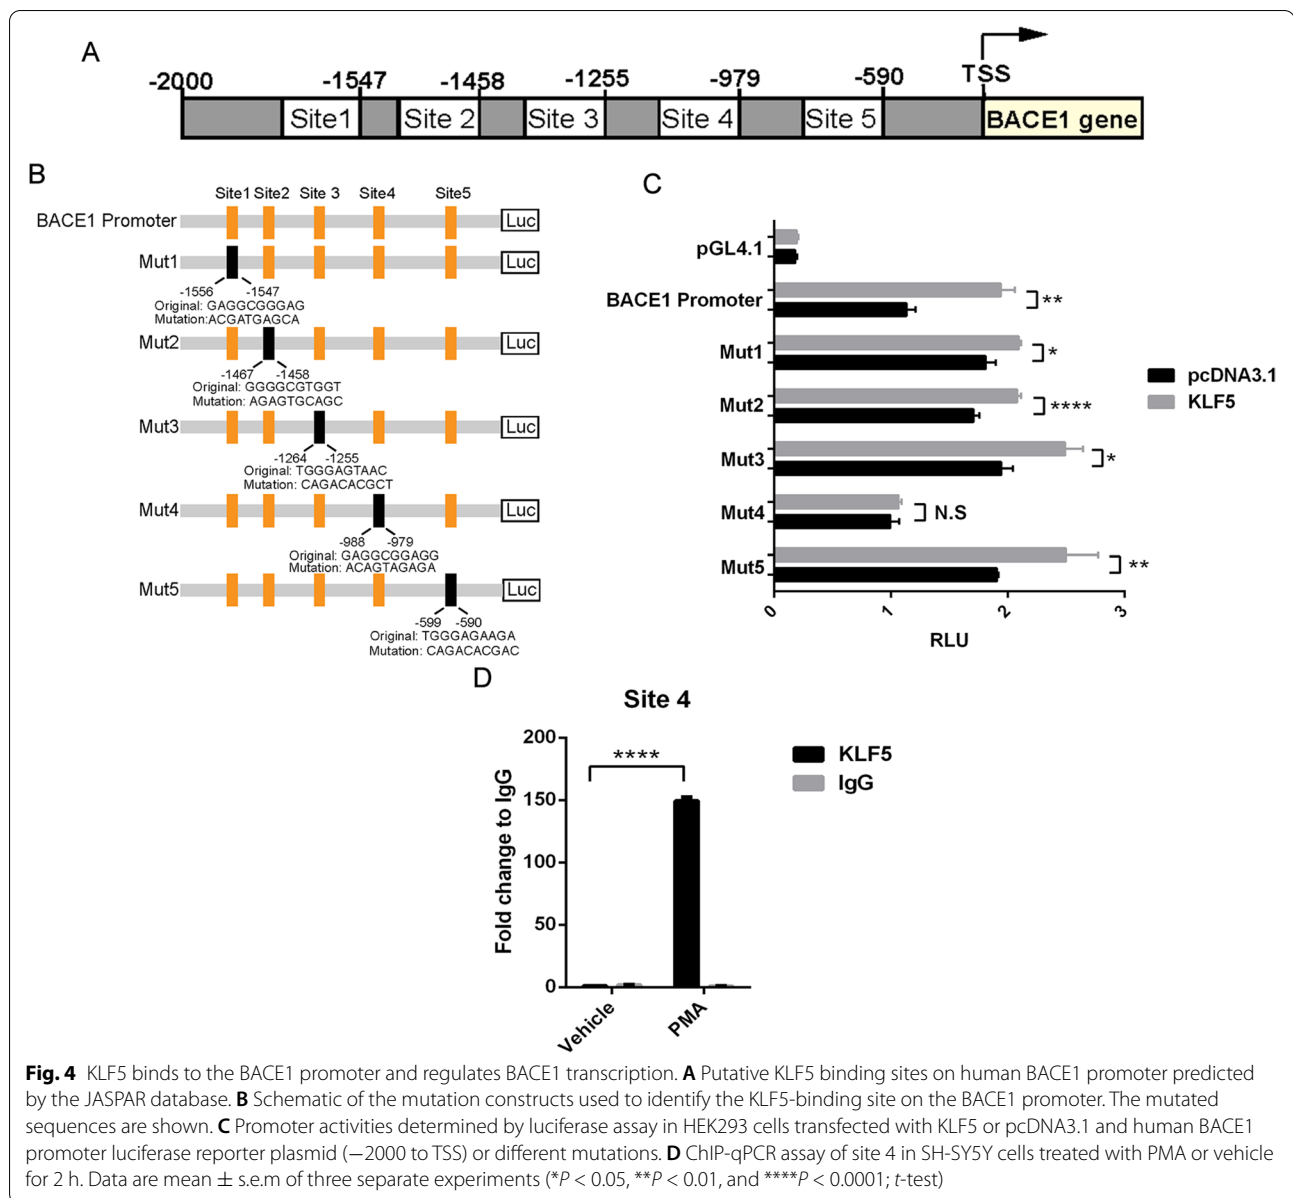 A
-2000 -1547 -1458 -1255 -979 -590 TSS
Site1 Site 2 Site 3 Site 4 Site 5 BACE1 gene
B
Site1 Site2 Site 3 Site4 Site5
BACE1 Promoter Luc
Mut1 Luc
-1556 -1547
Original: GAGGCGGGAG
Mutation:ACGATGAGCA
Mut2 Luc
-1467 -1458
Original: GGGGCGTGGT
Mutation: AGAGTGCAGC
Mut3 Luc
-1264 -1255
Original: TGGGAGTAAC
Mutation: CAGACACGCT
Mut4 Luc
-988 -979
Original: GAGGCGGAGG
Mutation: ACAGTAGAGA
Mut5 Luc
-599 -590
Original: TGGGAGAAGA
Mutation: CAGACACGAC
C
pGL4.1
BACE1 Promoter **
Mut1 *
Mut2 ****
Mut3 *
Mut4 N.S
Mut5 **
0 1 2 3
RLU
pcDNA3.1
KLF5
D
Site 4
Fold change to IgG
200
150
100
50
0
****
Vehicle PMA
KLF5
IgG
Fig. 4 KLF5 binds to the BACE1 promoter and regulates BACE1 transcription. A Putative KLF5 binding sites on human BACE1 promoter predicted
by the JASPAR database. B Schematic of the mutation constructs used to identify the KLF5-binding site on the BACE1 promoter. The mutated
sequences are shown. C Promoter activities determined by luciferase assay in HEK293 cells transfected with KLF5 or pcDNA3.1 and human BACE1
promoter luciferase reporter plasmid (−2000 to TSS) or different mutations. D ChIP-qPCR assay of site 4 in SH-SY5Y cells treated with PMA or vehicle
for 2 h. Data are mean ± s.e.m of three separate experiments (*P < 0.05, **P < 0.01, and ****P < 0.0001; t-test)